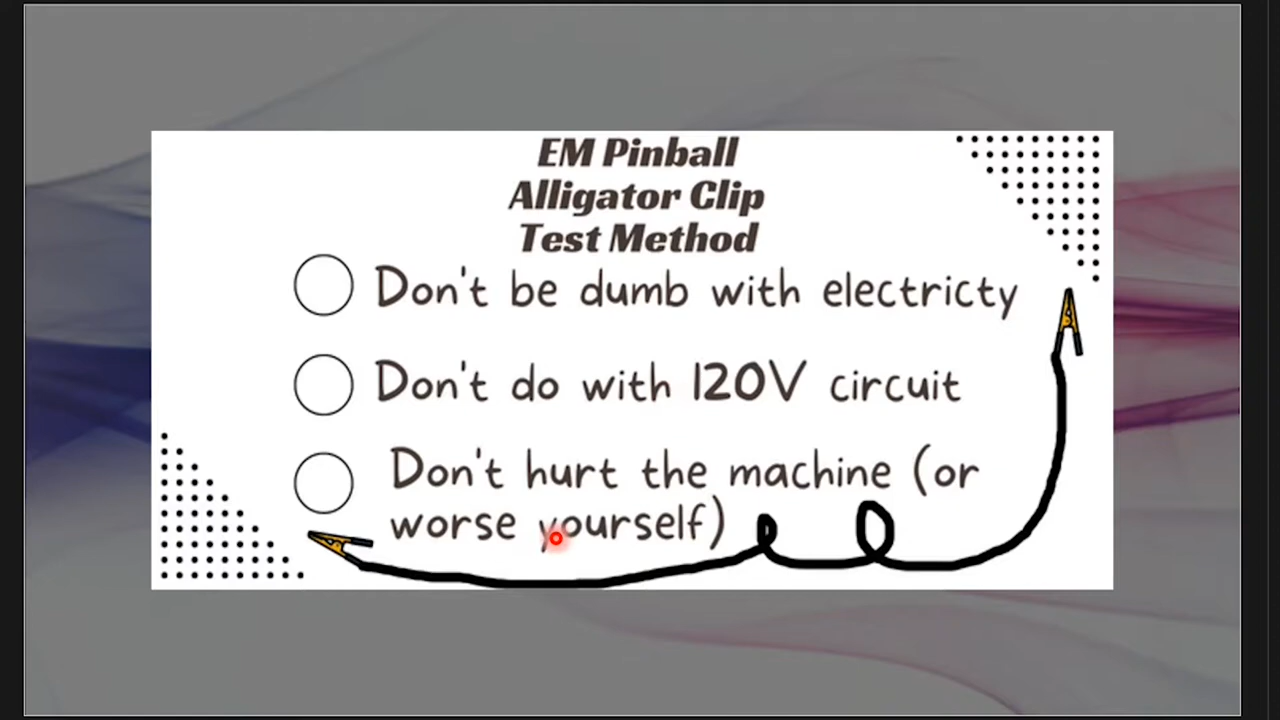 EM Pinball
Alligator Clip
Test Method
Don't be dumb with electricty
Don't do with 120V circuit
Don't hurt the machine (or
worse yourself)